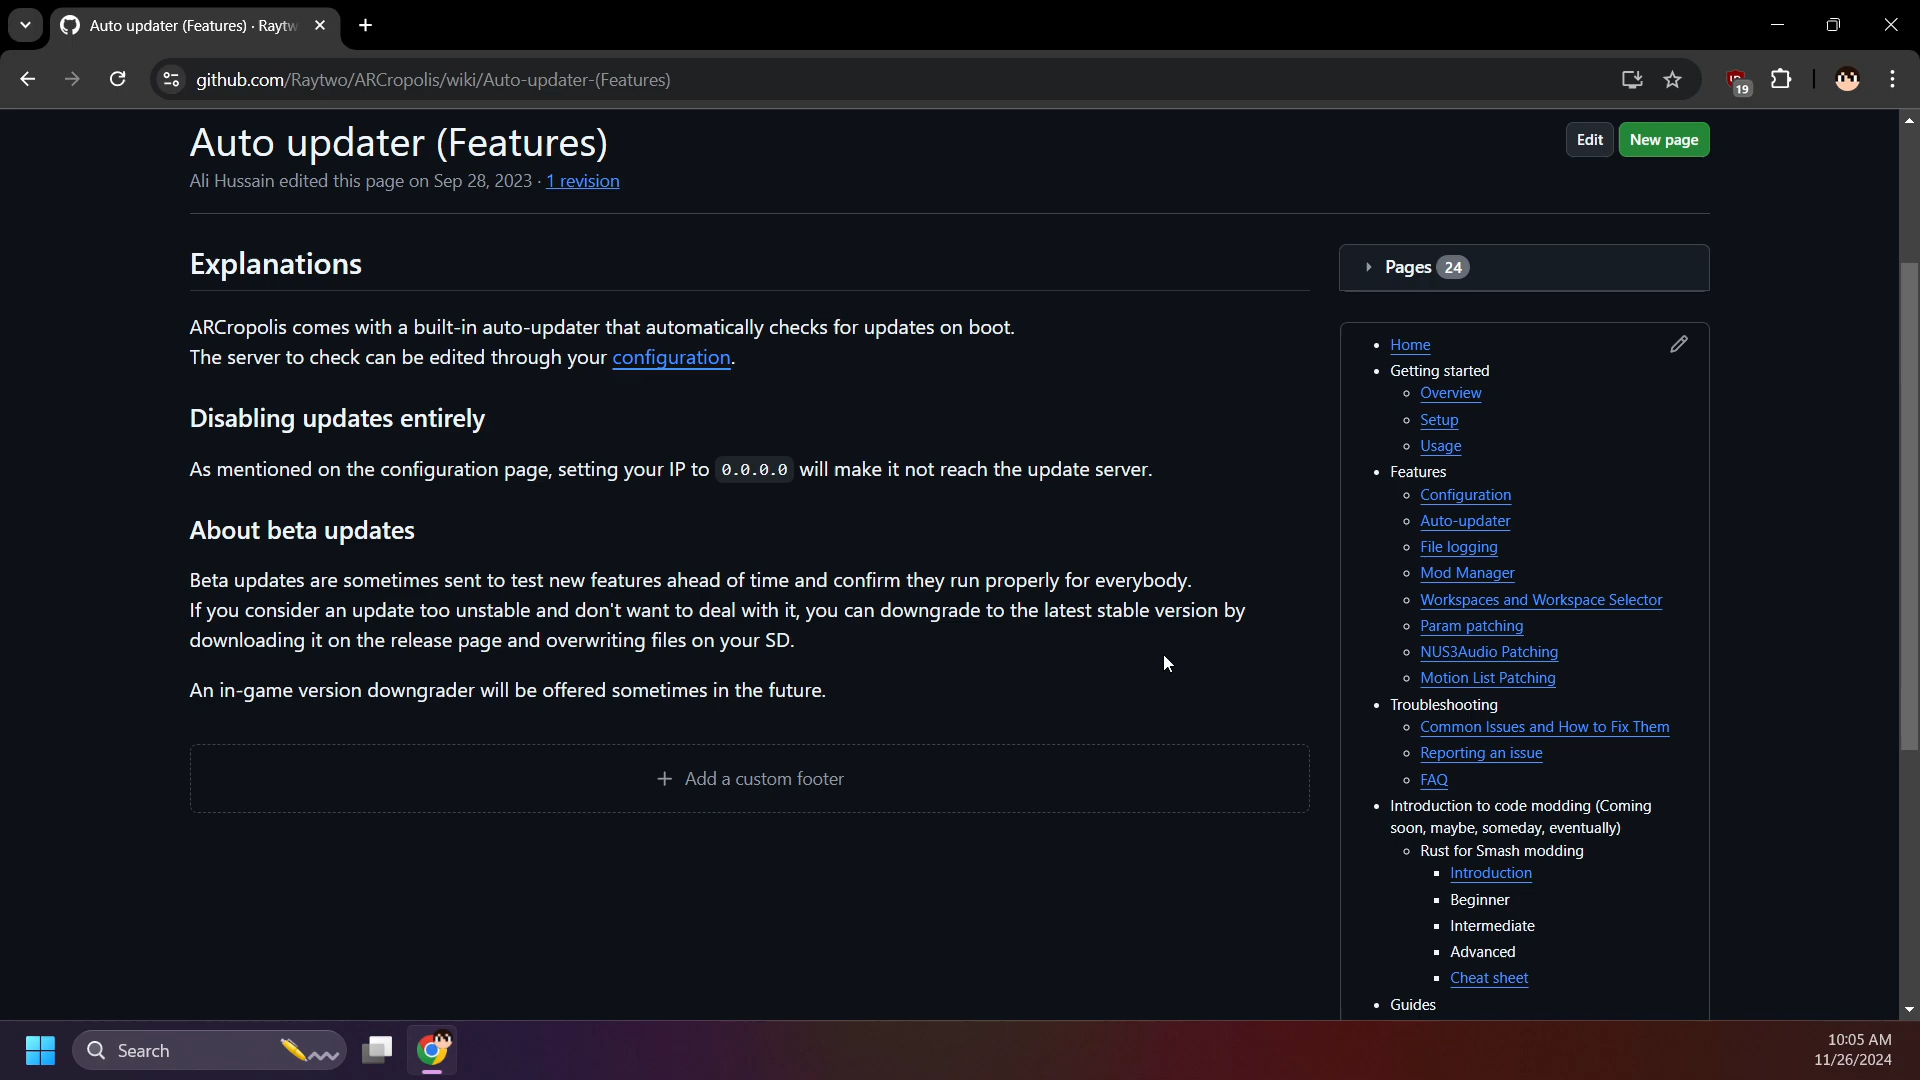 Auto updater (Features) · Raytw
github.com/Raytwo/ARCropolis/wiki/Auto-updater-(Features)
19
Auto updater (Features)
Edit
New page
Ali Hussain edited this page on Sep 28, 2023 · 1 revision
Explanations
Pages 24
ARCropolis comes with a built-in auto-updater that automatically checks for updates on boot.
The server to check can be edited through your configuration.
Disabling updates entirely
As mentioned on the configuration page, setting your IP to 0.0.0.0 will make it not reach the update server.
About beta updates
Beta updates are sometimes sent to test new features ahead of time and confirm they run properly for everybody.
If you consider an update too unstable and don't want to deal with it, you can downgrade to the latest stable version by
downloading it on the release page and overwriting files on your SD.
An in-game version downgrader will be offered sometimes in the future.
Add a custom footer
Home
Getting started
Overview
Setup
Usage
Features
Configuration
Auto-updater
File logging
Mod Manager
Workspaces and Workspace Selector
Param patching
NUS3Audio Patching
Motion List Patching
Troubleshooting
Common Issues and How to Fix Them
Reporting an issue
FAQ
Introduction to code modding (Coming
soon, maybe, someday, eventually)
Rust for Smash modding
Introduction
Beginner
Intermediate
Advanced
Cheat sheet
Guides
Search
10:05 AM
11/26/2024